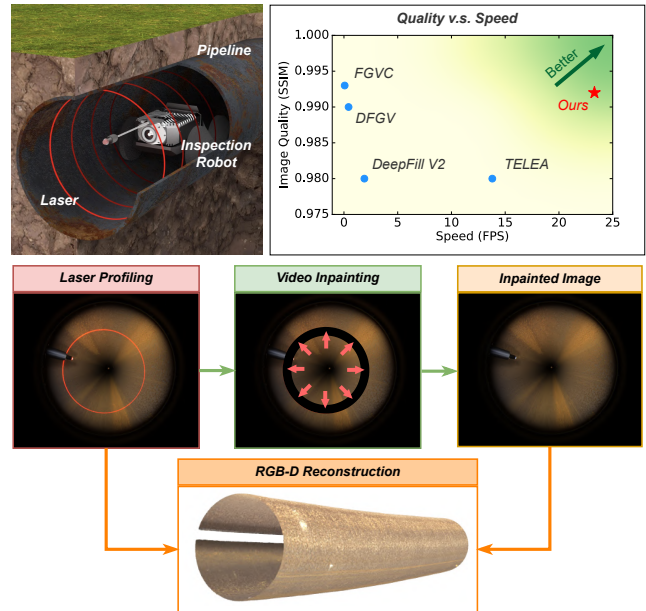 Pipeline
Inspection
Robot
Laser
Quality v.s. Speed
Image Quality (SSIM)
1.000
0.995
0.990
0.985
0.980
0.975
FGVC
DFGV
DeepFill V2
TELEA
Better
Ours
0
5
10
15
20
25
Speed (FPS)
Laser Profiling
Video Inpainting
Inpainted Image
RGB-D Reconstruction